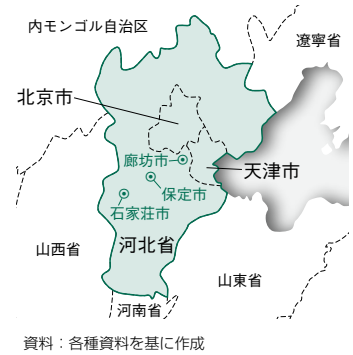 内モンゴル自治区
遼寧省
北京市
廊坊市
天津市
保定市
石家荘市
河北省
山西省
山東省
河南省
資料：各種資料を基に作成